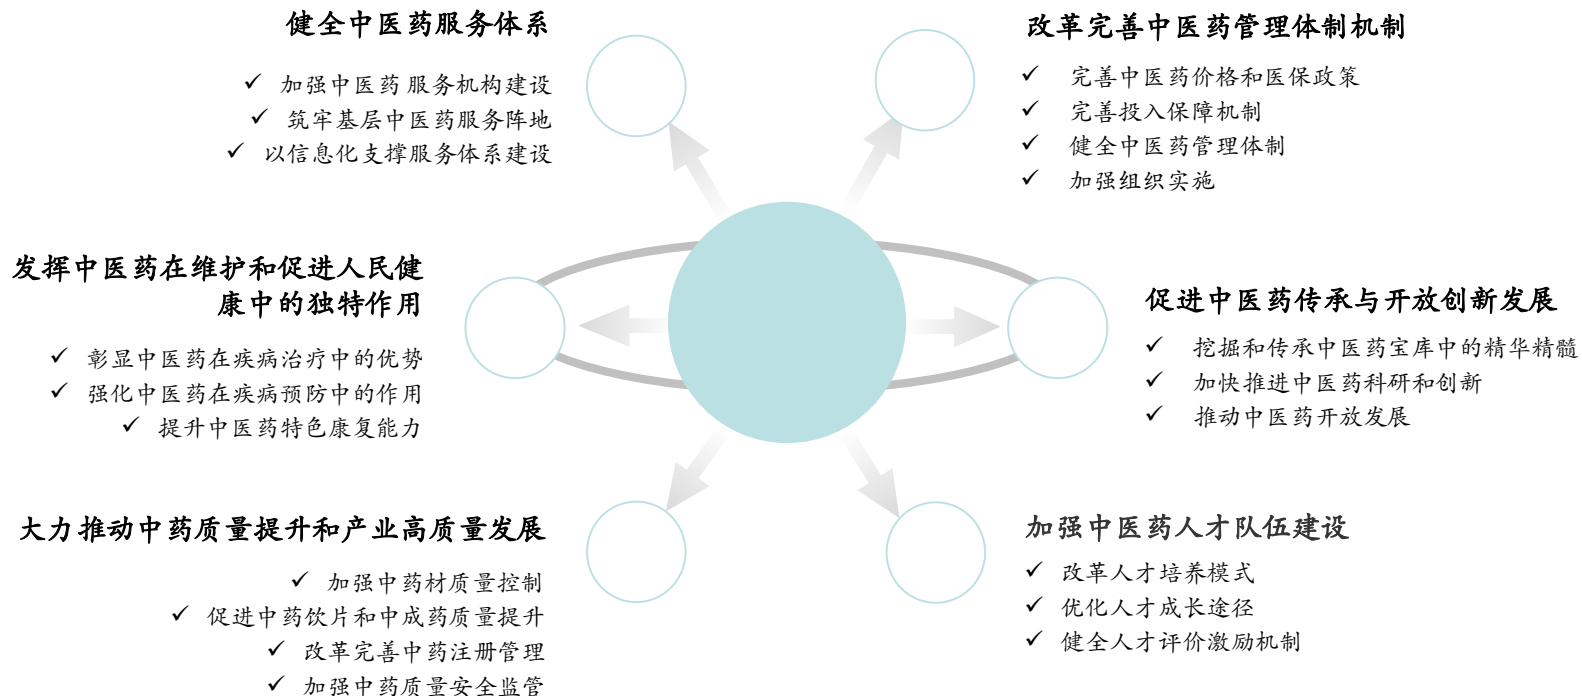 健全中医药服务体系
✓ 加强中医药服务机构建设
✓ 筑牢基层中医药服务阵地
✓ 以信息化支撑服务体系建设
改革完善中医药管理体制机制
✓ 完善中医药价格和医保政策
✓ 完善投入保障机制
✓ 健全中医药管理体制
✓ 加强组织实施
发挥中医药在维护和促进人民健
康中的独特作用
✓ 彰显中医药在疾病治疗中的优势
✓ 强化中医药在疾病预防中的作用
✓ 提升中医药特色康复能力
促进中医药传承与开放创新发展
✓ 挖掘和传承中医药宝库中的精华精髓
✓ 加快推进中医药科研和创新
✓ 推动中医药开放发展
大力推动中药质量提升和产业高质量发展
✓ 加强中药材质量控制
✓ 促进中药饮片和中成药质量提升
✓ 改革完善中药注册管理
✓ 加强中药质量安全监管
加强中医药人才队伍建设
✓ 改革人才培养模式
✓ 优化人才成长途径
✓ 健全人才评价激励机制